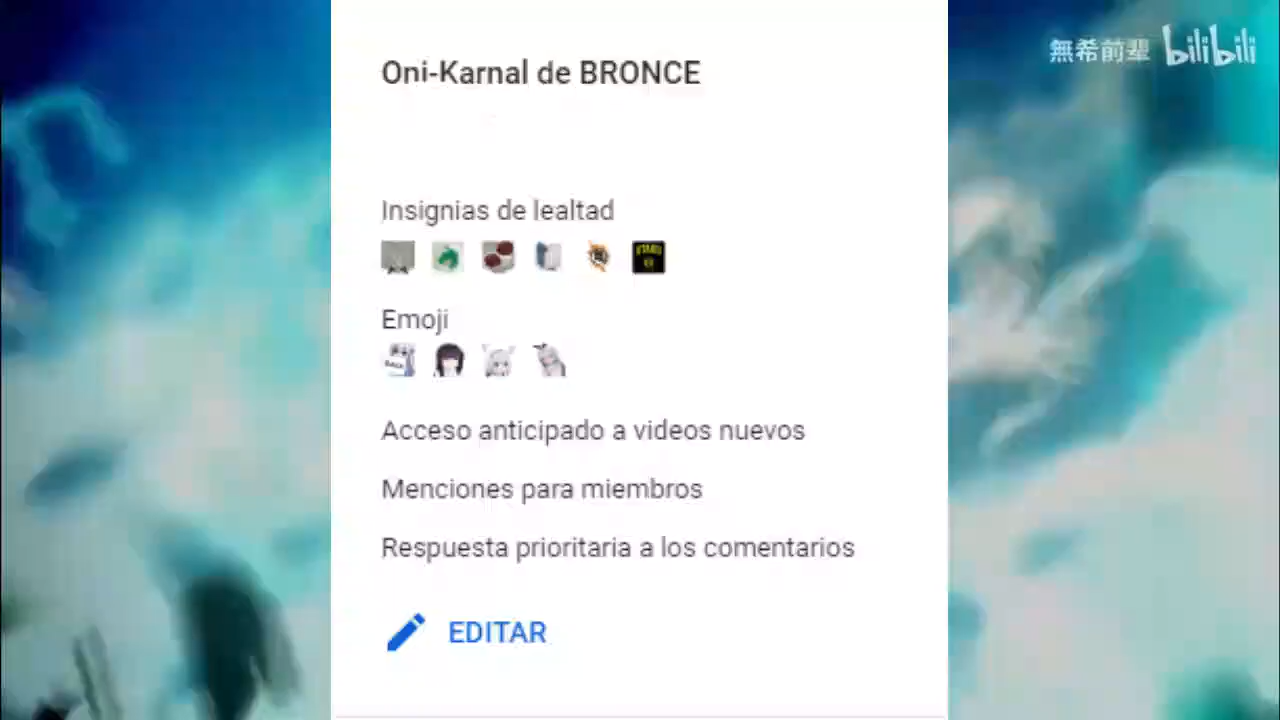 無希前輩 bilibili
Oni-Karnal de BRONCE
Insignias de lealtad
Emoji
Acceso anticipado a videos nuevos
Menciones para miembros
Respuesta prioritaria a los comentarios
EDITAR